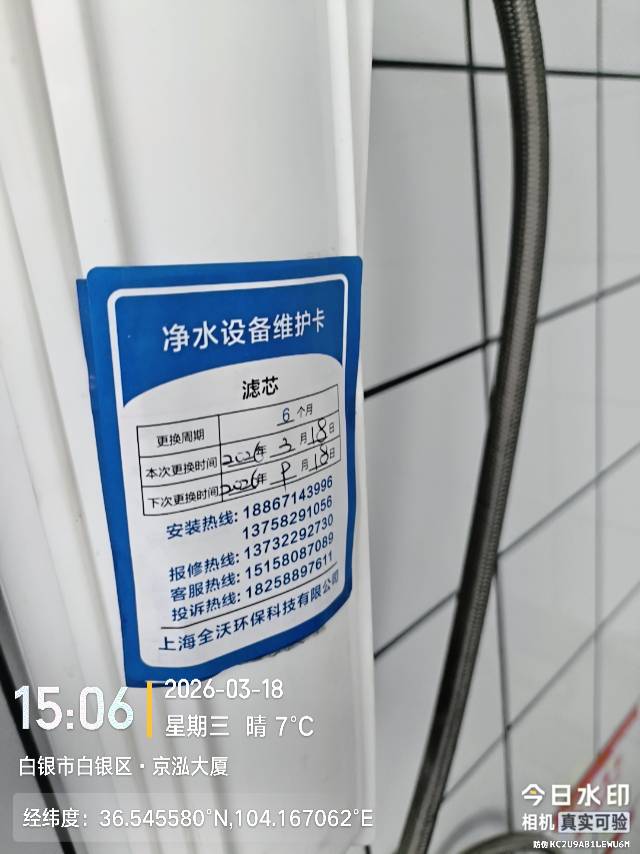 净水设备维护卡
滤芯
更换周期 6 个月
本次更换时间 2026年 3 月 18 日
下次更换时间 2026年 9 月 18 日
安装热线: 18867143996
13758291056
报修热线: 13732292730
客服热线: 15158087089
投诉热线: 18258897611
上海全沃环保科技有限公司
15:06
2026-03-18
星期三 晴 7℃
白银市白银区·京泓大厦
经纬度: 36.545580°N,104.167062°E
今日水印
相机 真实可验
防伪 KC2U9AB1LEWU6M